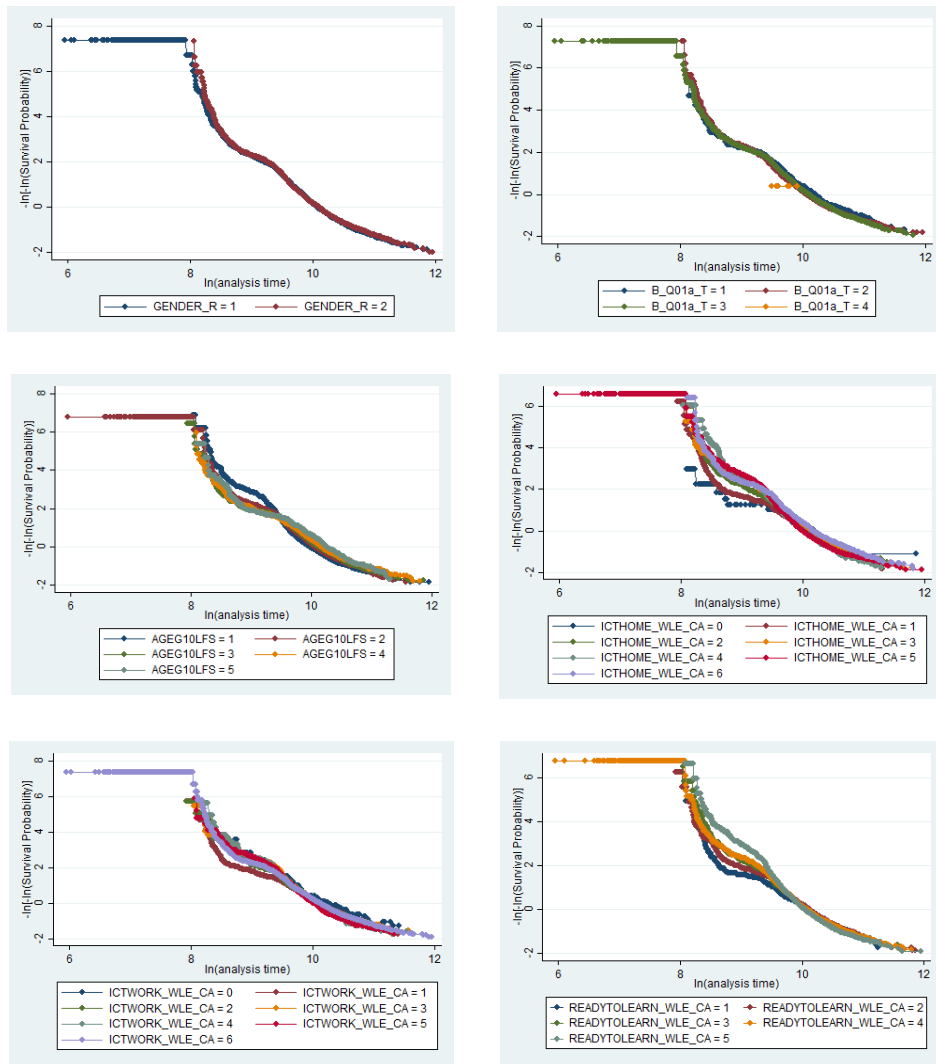 -ln[-ln(Survival Probability)]
8
6
4
2
0
-2
6 8 10 12
ln(analysis time)
GENDER_R = 1 GENDER_R = 2
-ln[-ln(Survival Probability)]
8
6
4
2
0
-2
6 8 10 12
ln(analysis time)
B_Q01a_T = 1 B_Q01a_T = 2
B_Q01a_T = 3 B_Q01a_T = 4
-ln[-ln(Survival Probability)]
8
6
4
2
0
-2
6 8 10 12
ln(analysis time)
AGEG10LFS = 1 AGEG10LFS = 2
AGEG10LFS = 3 AGEG10LFS = 4
AGEG10LFS = 5
-ln[-ln(Survival Probability)]
6
4
2
0
-2
6 8 10 12
ln(analysis time)
ICTHOME_WLE_CA = 0 ICTHOME_WLE_CA = 1
ICTHOME_WLE_CA = 2 ICTHOME_WLE_CA = 3
ICTHOME_WLE_CA = 4 ICTHOME_WLE_CA = 5
ICTHOME_WLE_CA = 6
-ln[-ln(Survival Probability)]
8
6
4
2
0
-2
6 8 10 12
ln(analysis time)
ICTWORK_WLE_CA = 0 ICTWORK_WLE_CA = 1
ICTWORK_WLE_CA = 2 ICTWORK_WLE_CA = 3
ICTWORK_WLE_CA = 4 ICTWORK_WLE_CA = 5
ICTWORK_WLE_CA = 6
-ln[-ln(Survival Probability)]
6
4
2
0
-2
6 8 10 12
ln(analysis time)
READYTOLEARN_WLE_CA = 1 READYTOLEARN_WLE_CA = 2
READYTOLEARN_WLE_CA = 3 READYTOLEARN_WLE_CA = 4
READYTOLEARN_WLE_CA = 5